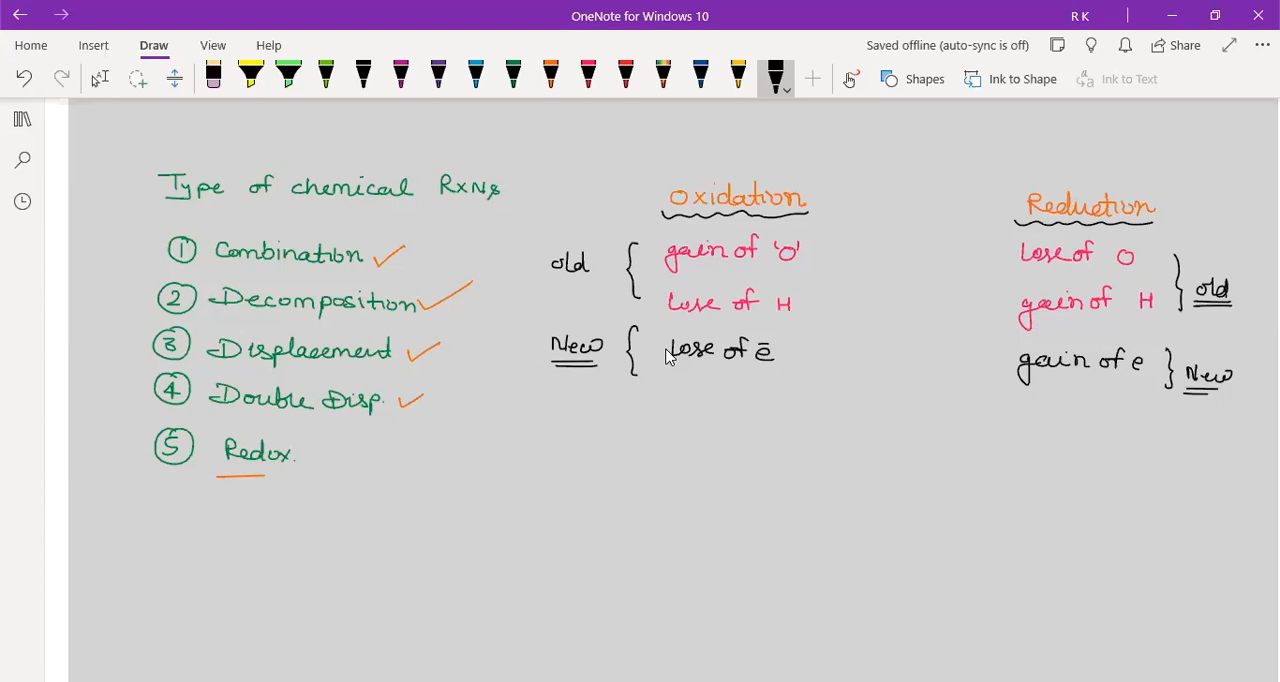 OneNote for Windows 10
R K
Home Insert Draw View Help
Saved offline (auto-sync is off)
Share
Shapes
Ink to Shape
Ink to Text
Type of chemical RxNs
① Combination
② Decomposition
③ Displacement
④ Double Disp.
⑤ Redox.
Oxidation
old { gain of 'O'
lose of H
New { lose of ē
Reduction
lose of O
gain of H } old
gain of e } New